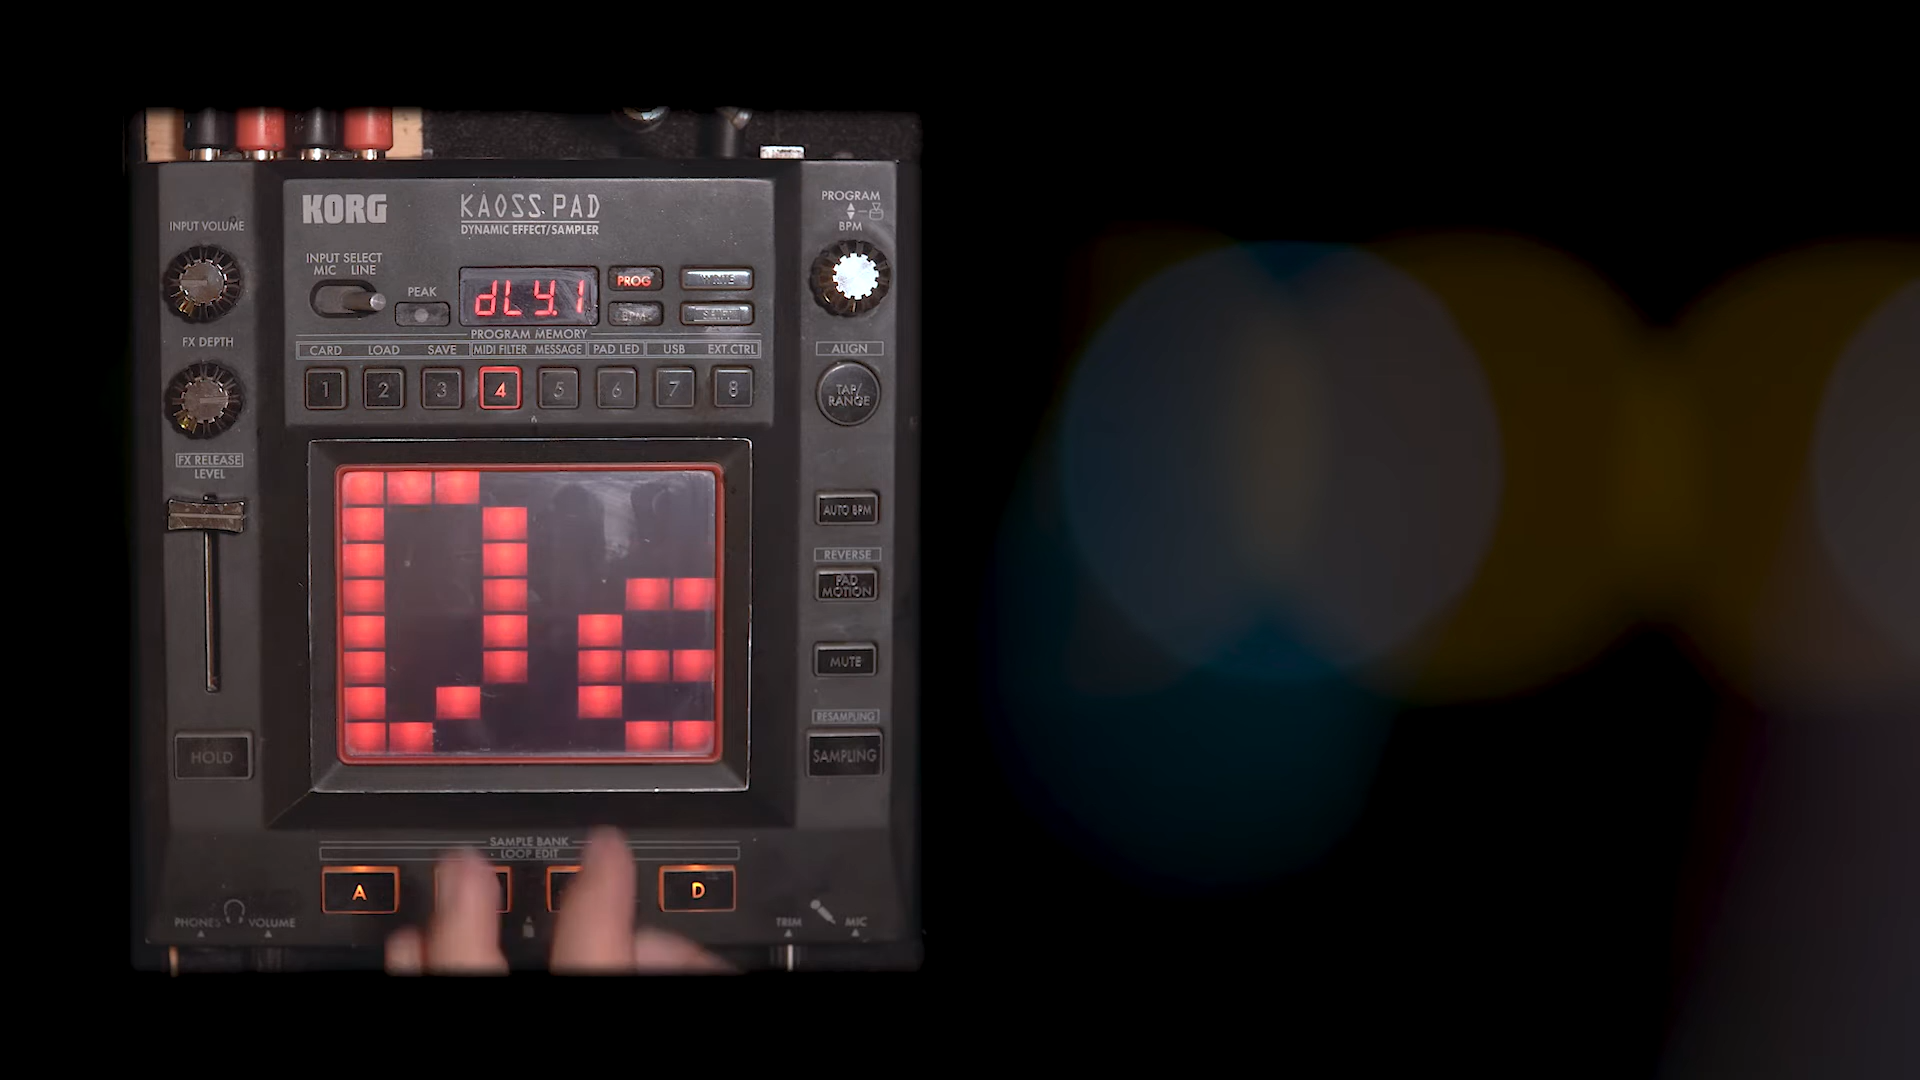 KORG
KAOSS PAD
DYNAMIC EFFECT/SAMPLER
PROGRAM
BPM
INPUT VOLUME
INPUT SELECT
MIC LINE
PEAK
dLY.1
PROG
BPM
WRITE
PROGRAM MEMORY
CARD LOAD SAVE MIDI FILTER MESSAGE PAD LED USB EXT.CTRL
1 2 3 4 5 6 7 8
FX DEPTH
ALIGN
TAP/
RANGE
FX RELEASE
LEVEL
AUTO BPM
REVERSE
PAD
MOTION
MUTE
RESAMPLING
SAMPLING
HOLD
De
SAMPLE BANK
LOOP EDIT
A D
PHONES VOLUME
TRIM MIC